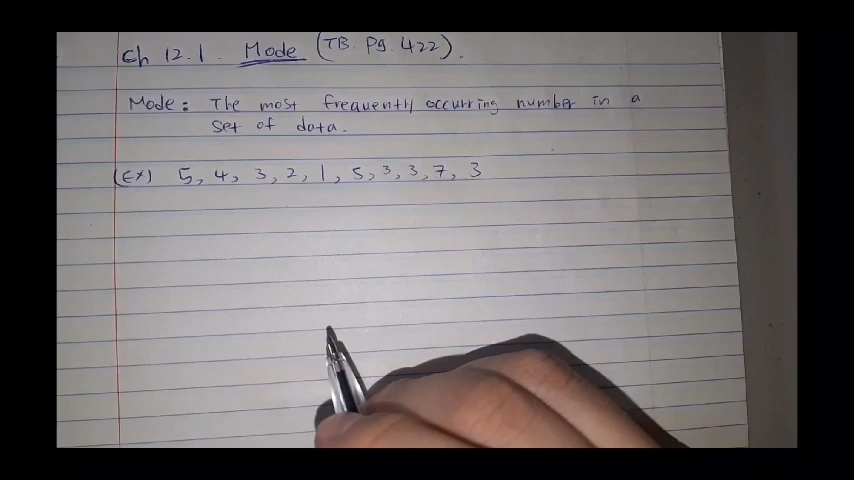 Ch 12.1. Mode (TB. Pg. 422).
Mode: The most frequently occurring number in a
set of data.
(Ex) 5, 4, 3, 2, 1, 5, 3, 3, 7, 3